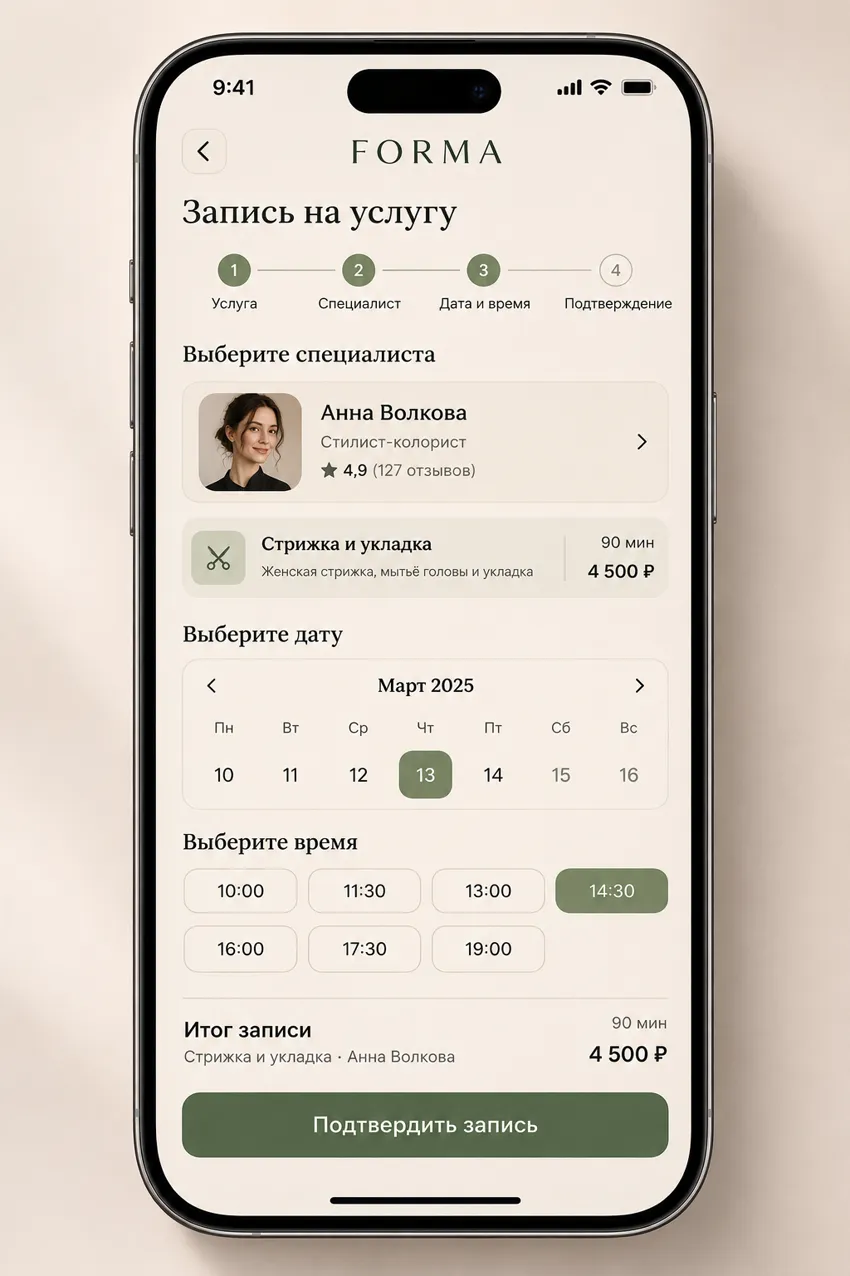 9:41
FORMA
Запись на услугу
1 2 3 4
Услуга Специалист Дата и время Подтверждение
Выберите специалиста
Анна Волкова
Стилист-колорист
4,9 (127 отзывов)
Стрижка и укладка 90 мин
Женская стрижка, мытьё головы и укладка 4 500 ₽
Выберите дату
Март 2025
Пн Вт Ср Чт Пт Сб Вс
10 11 12 13 14 15 16
Выберите время
10:00 11:30 13:00 14:30
16:00 17:30 19:00
Итог записи 90 мин
Стрижка и укладка · Анна Волкова 4 500 ₽
Подтвердить запись